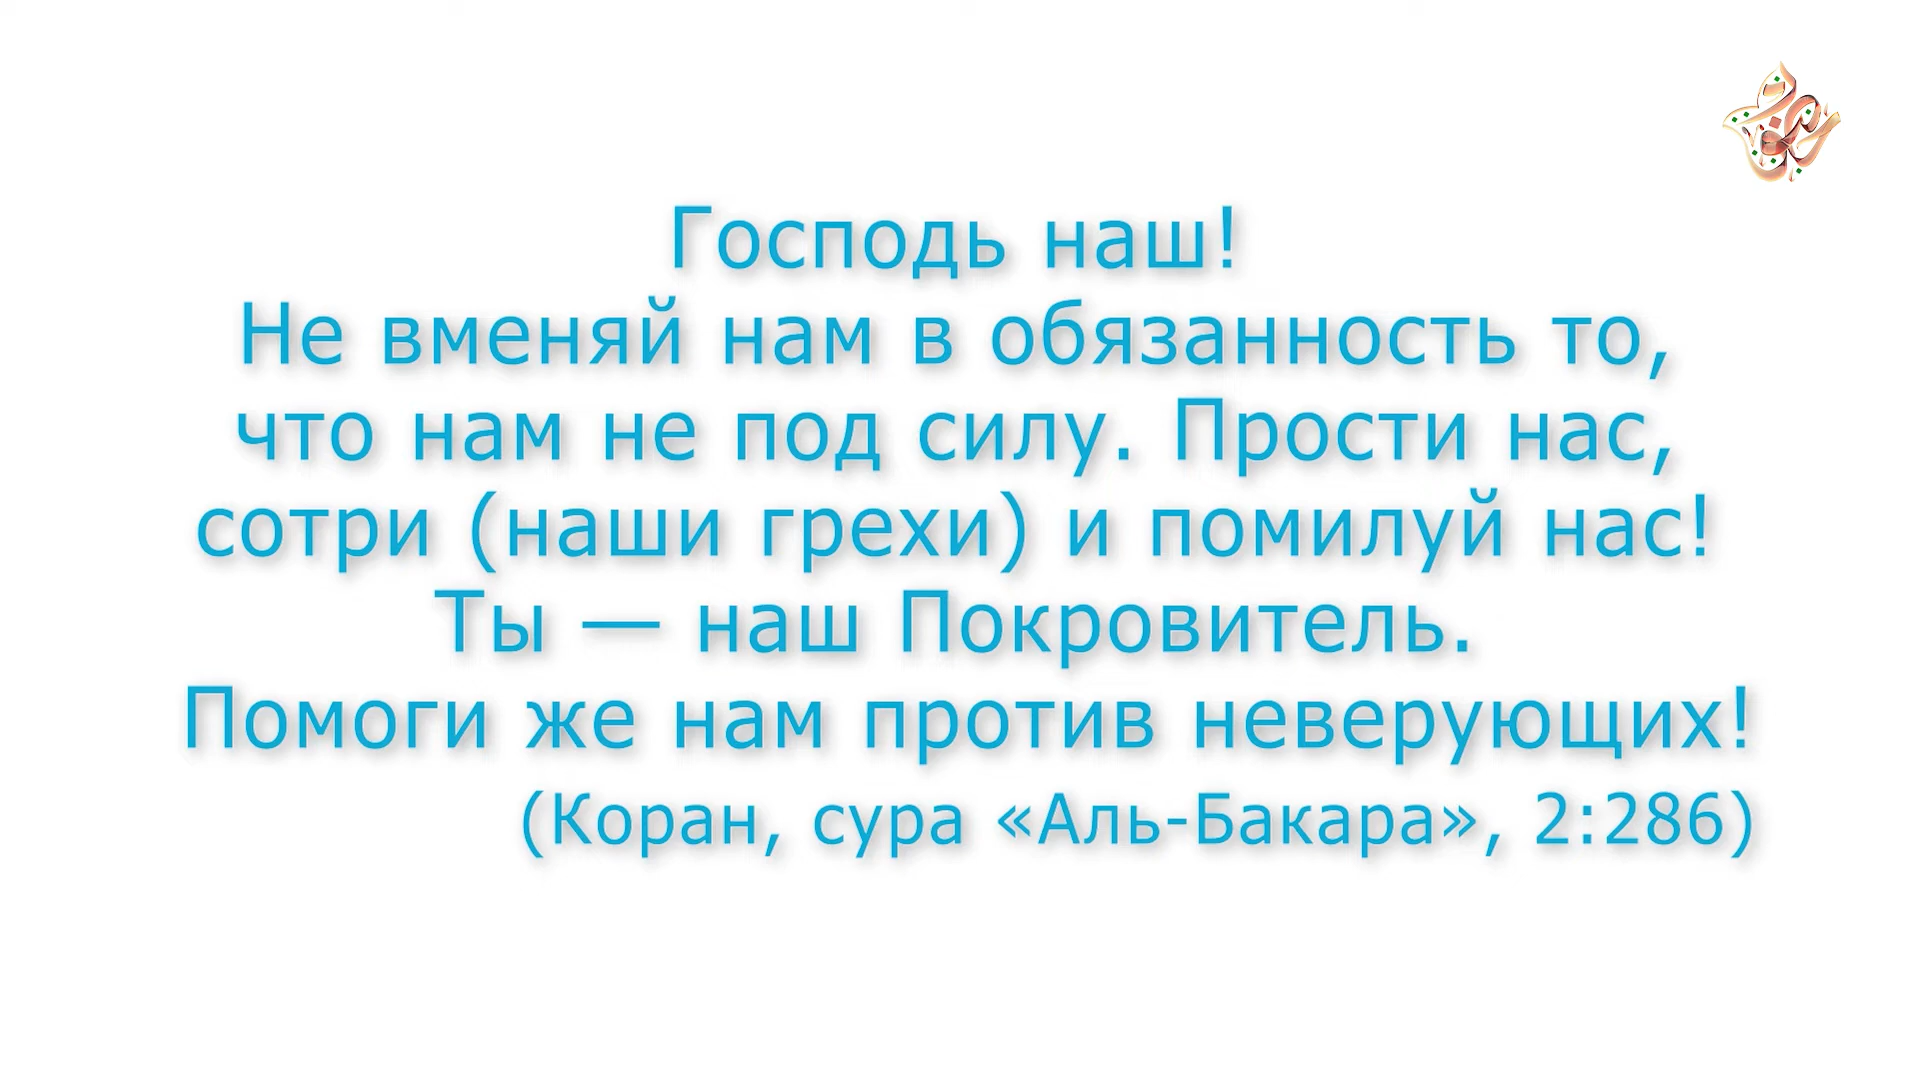 Господь наш!
Не вменяй нам в обязанность то,
что нам не под силу. Прости нас,
сотри (наши грехи) и помилуй нас!
Ты — наш Покровитель.
Помоги же нам против неверующих!
(Коран, сура «Аль-Бакара», 2:286)